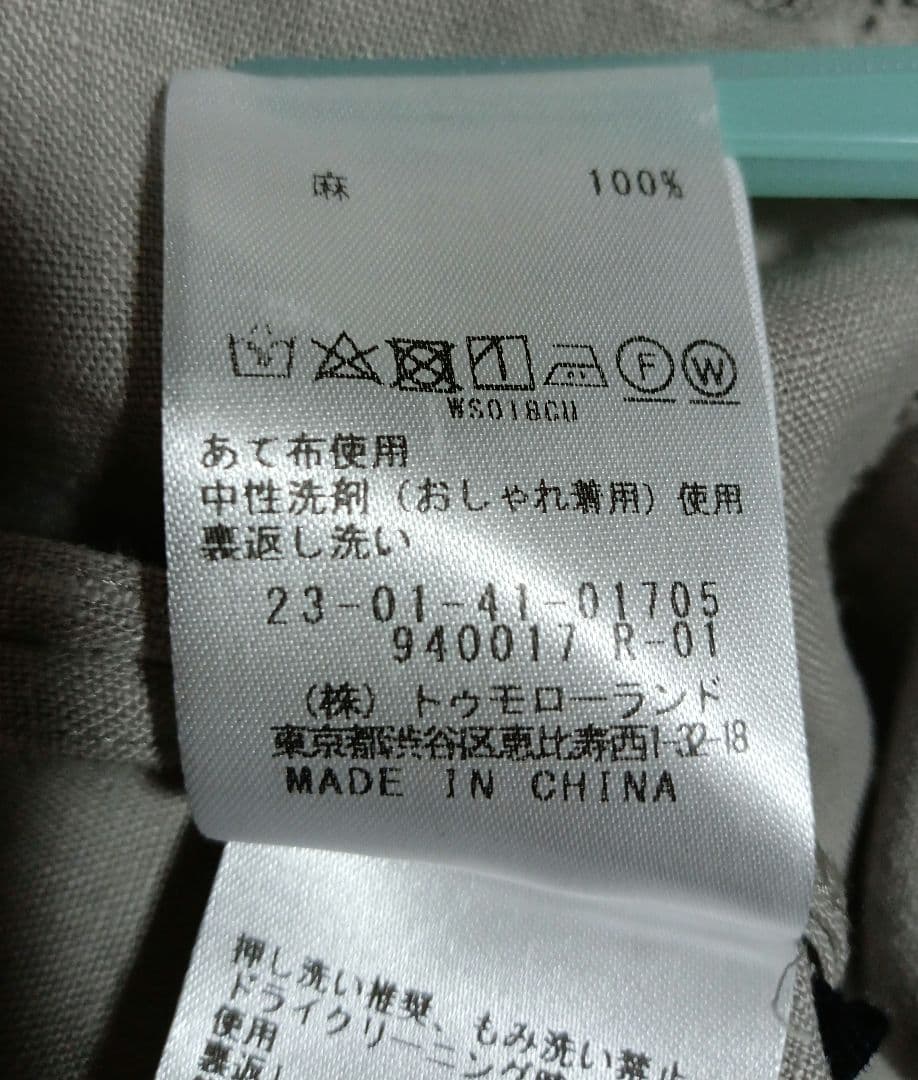 麻 100%
F W
WS018CU
あて布使用
中性洗剤（おしゃれ着用）使用
裏返し洗い
23-01-41-01705
940017 R-01
（株）トゥモローランド
東京都渋谷区恵比寿西1-32-18
MADE IN CHINA
押し洗い推奨、もみ洗い禁止
ドライクリーニング
使用
裏返し